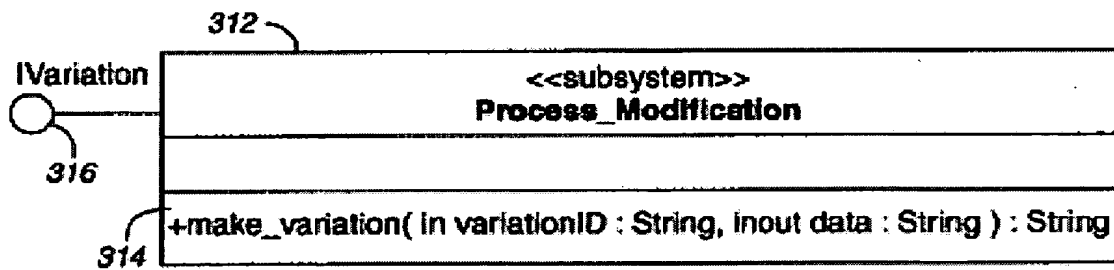 312
IVariation
<<subsystem>>
Process_Modification
316
+make_variation( in variationID : String, inout data : String ) : String
314